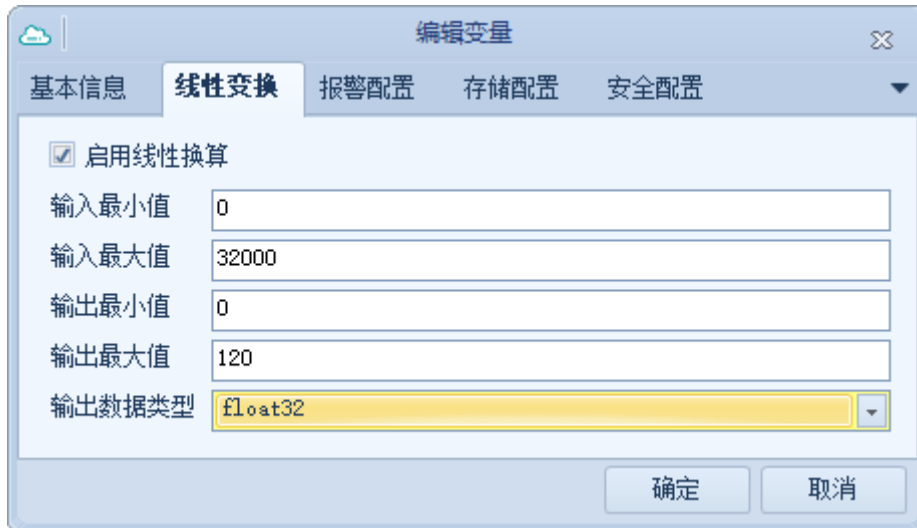 编辑变量
基本信息 线性变换 报警配置 存储配置 安全配置
启用线性换算
输入最小值 0
输入最大值 32000
输出最小值 0
输出最大值 120
输出数据类型 float32
确定 取消